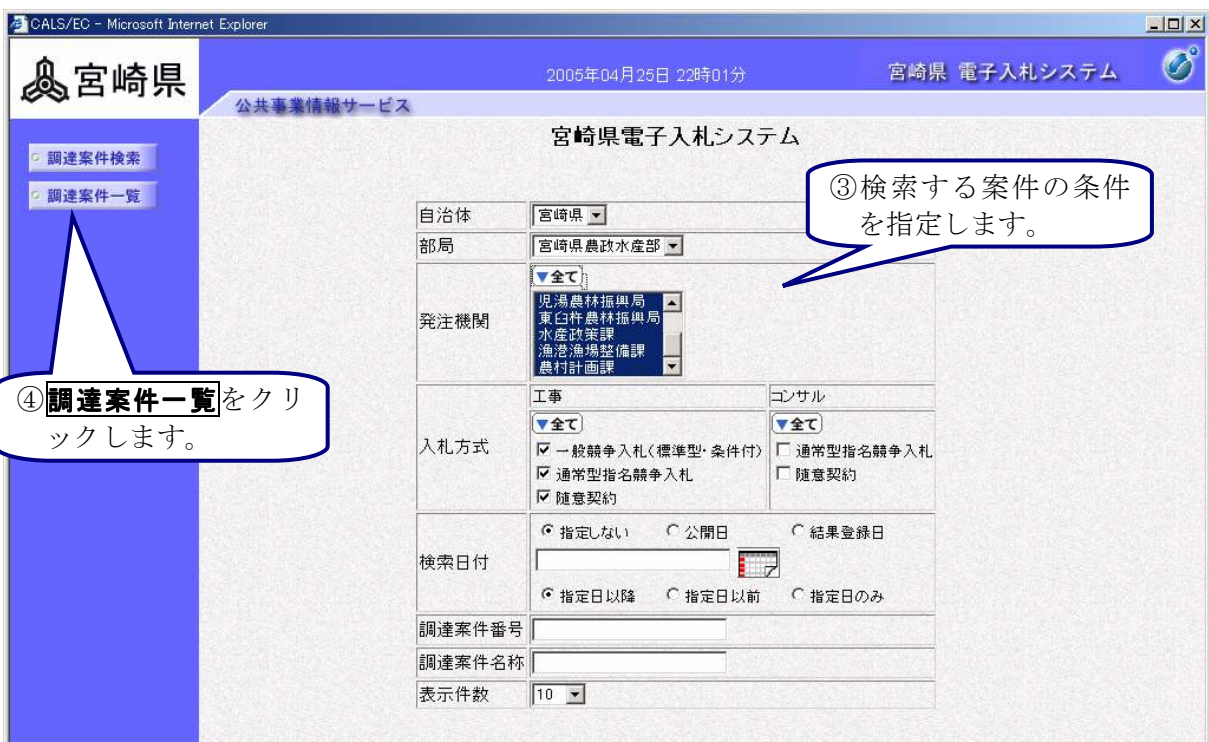 CALS/EC - Microsoft Internet Explorer
宮崎県
2005年04月25日 22時01分
宮崎県 電子入札システム
公共事業情報サービス
調達案件検索
調達案件一覧
宮崎県電子入札システム
③検索する案件の条件
を指定します。
自治体 宮崎県
部局 宮崎県農政水産部
発注機関
▼全て
児湯農林振興局
東臼杵農林振興局
水産政策課
漁港漁場整備課
農村計画課
④調達案件一覧をクリ
ックします。
入札方式
工事 コンサル
▼全て ▼全て
一般競争入札(標準型・条件付) 通常型指名競争入札
通常型指名競争入札 随意契約
随意契約
検索日付
指定しない 公開日 結果登録日
指定日以降 指定日以前 指定日のみ
調達案件番号
調達案件名称
表示件数 10